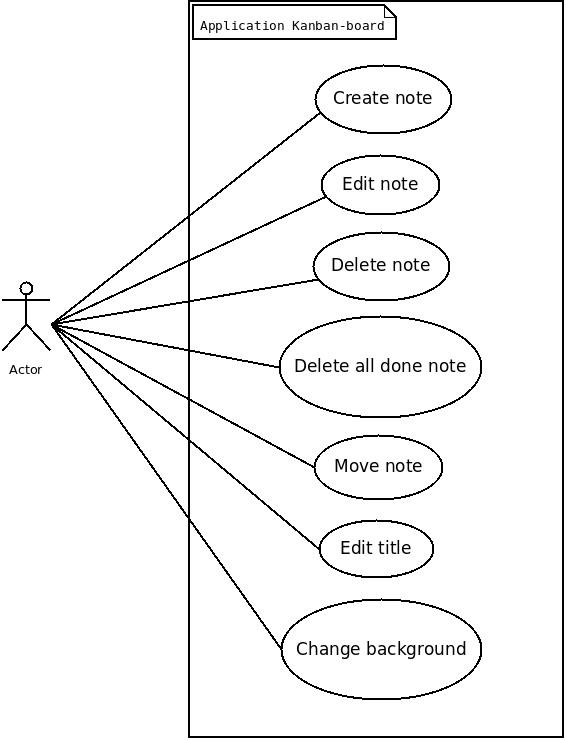 Application Kanban-board
Create note
Edit note
Delete note
Delete all done note
Move note
Edit title
Change background
Actor